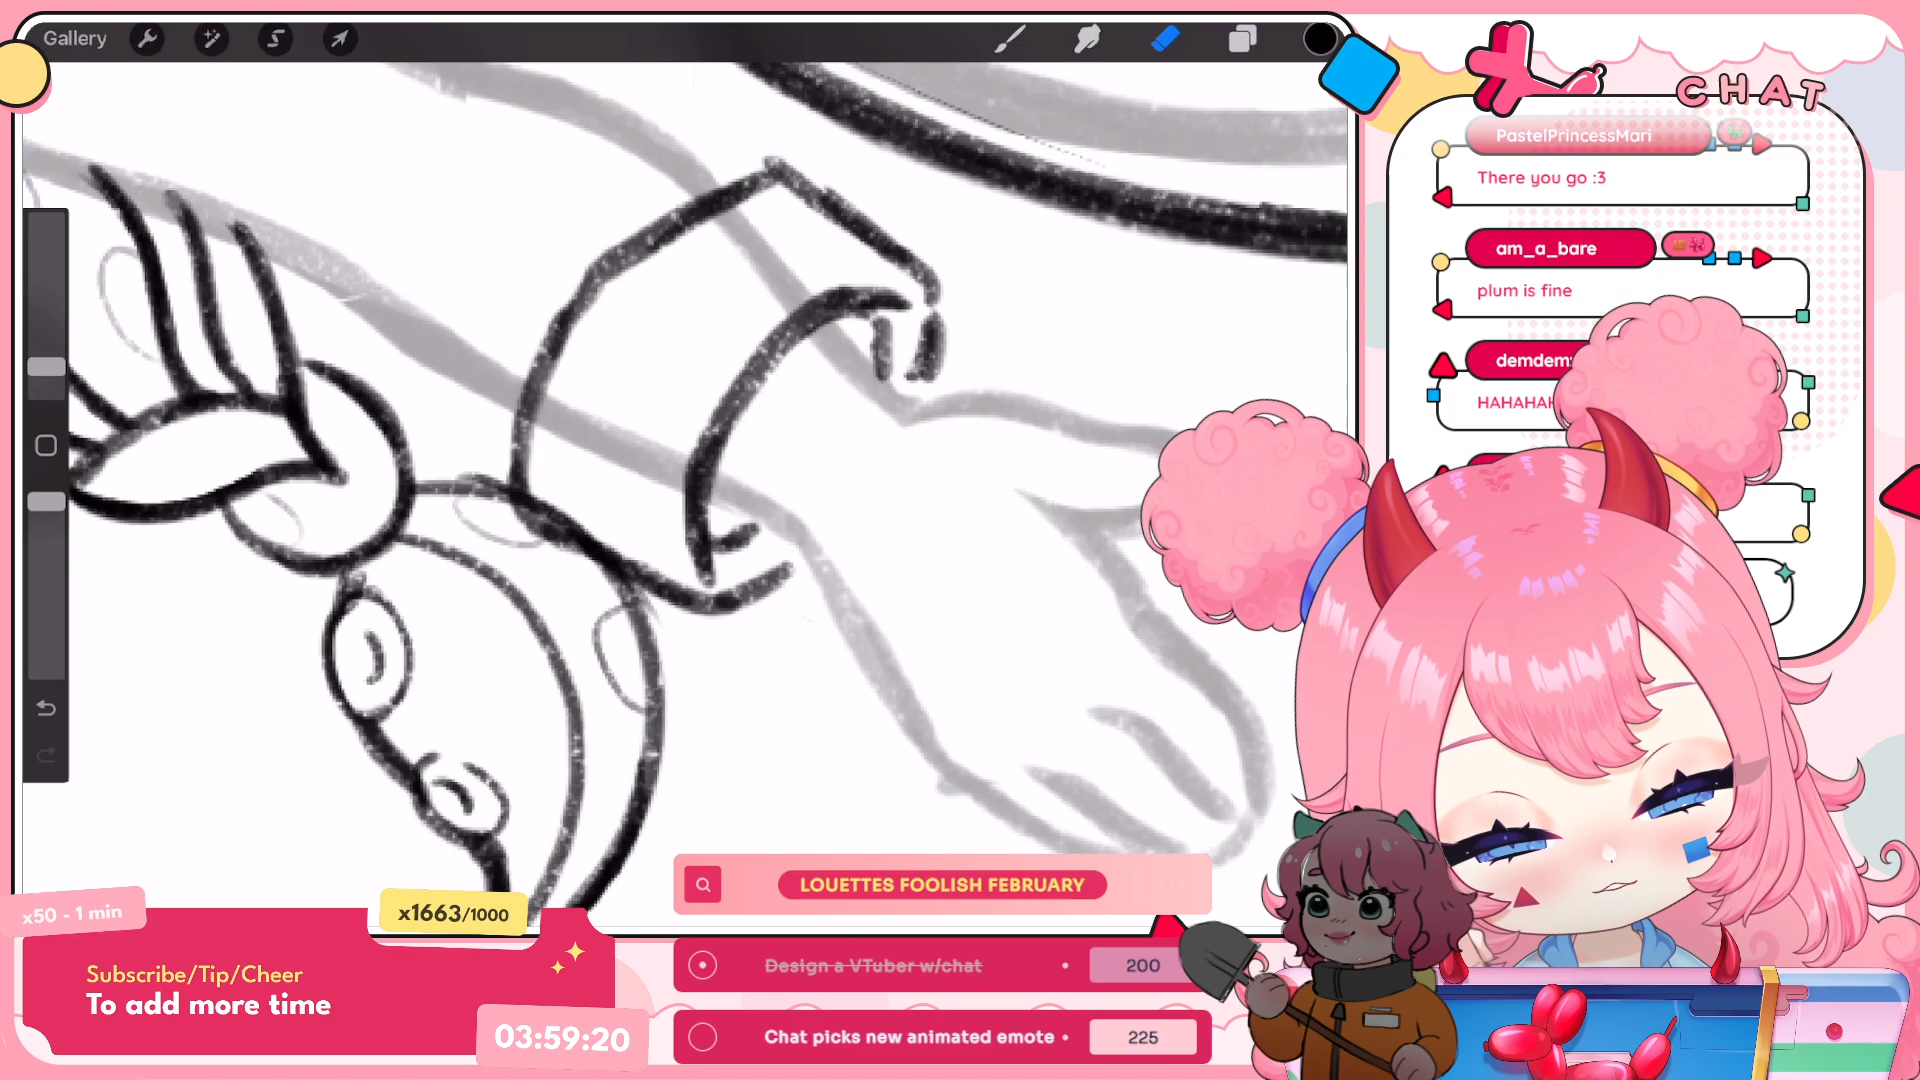 Gallery
CHAT
PastelPrincessMari
There you go :3
am_a_bare
plum is fine
x50 - 1 min
x1663/1000
Subscribe/Tip/Cheer
To add more time
03:59:20
LOUETTES FOOLISH FEBRUARY
Design a VTuber w/chat • 200
Chat picks new animated emote • 225